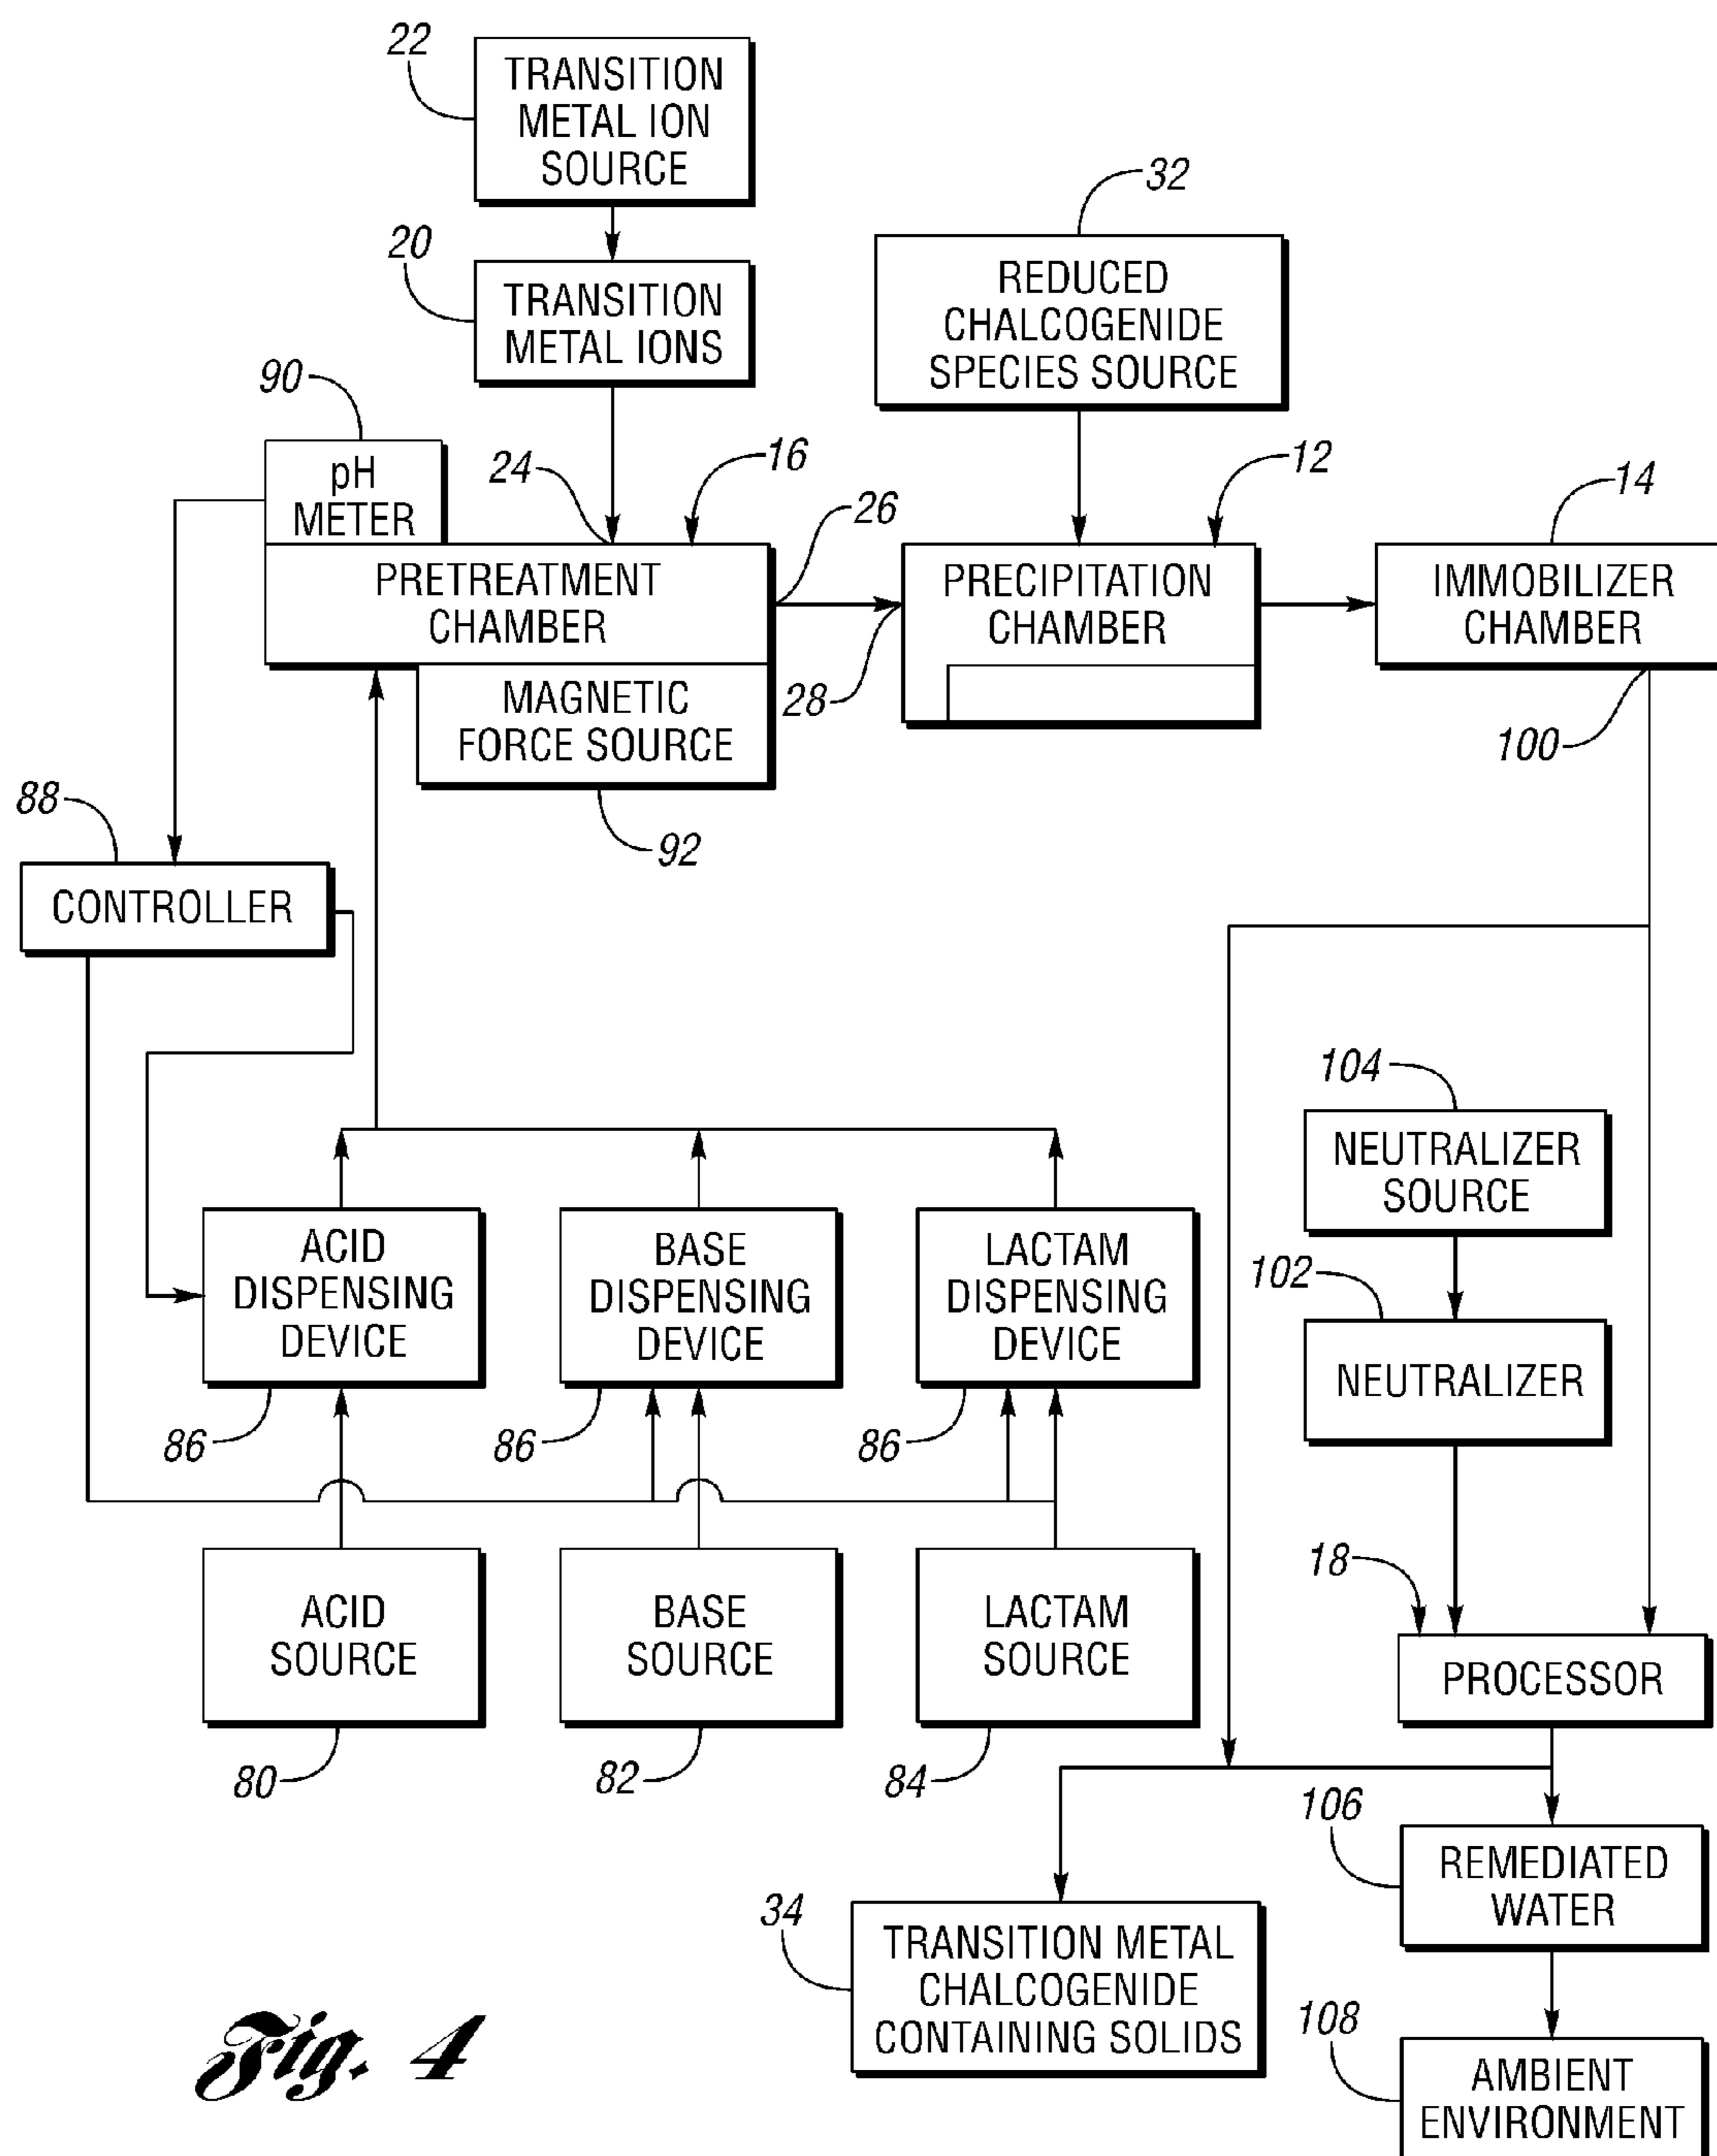 22
TRANSITION
METAL ION
SOURCE
20
TRANSITION
METAL IONS
32
REDUCED
CHALCOGENIDE
SPECIES SOURCE
90
pH
METER
24
16
26
12
14
PRETREATMENT
CHAMBER
PRECIPITATION
CHAMBER
IMMOBILIZER
CHAMBER
28
100
MAGNETIC
FORCE SOURCE
92
88
CONTROLLER
104
NEUTRALIZER
SOURCE
102
NEUTRALIZER
ACID
DISPENSING
DEVICE
86
BASE
DISPENSING
DEVICE
86
LACTAM
DISPENSING
DEVICE
86
ACID
SOURCE
80
BASE
SOURCE
82
LACTAM
SOURCE
84
18
PROCESSOR
106
REMEDIATED
WATER
34
TRANSITION METAL
CHALCOGENIDE
CONTAINING SOLIDS
108
AMBIENT
ENVIRONMENT
Fig. 4